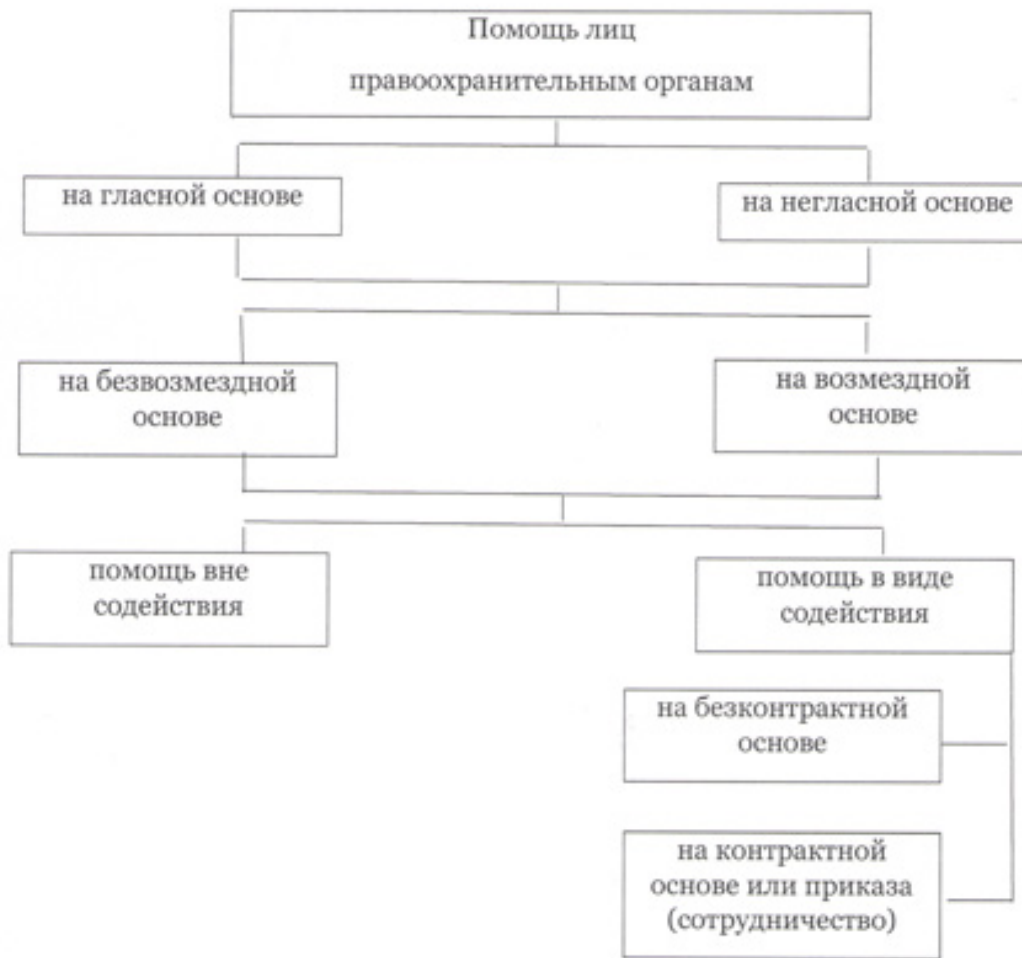 Помощь лиц
правоохранительным органам
на гласной основе
на негласной основе
на безвозмездной
основе
на возмездной
основе
помощь вне
содействия
помощь в виде
содействия
на безконтрактной
основе
на контрактной
основе или приказа
(сотрудничество)